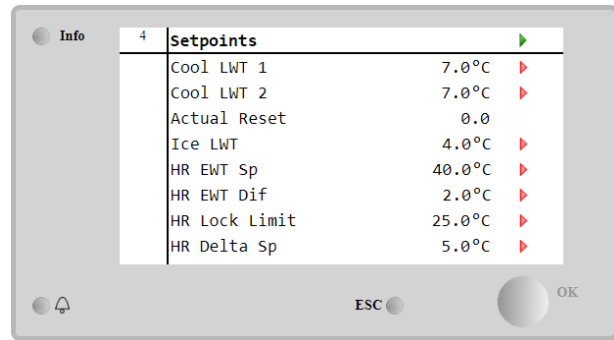 Info
4 Setpoints
Cool LWT 1 7.0°C
Cool LWT 2 7.0°C
Actual Reset 0.0
Ice LWT 4.0°C
HR EWT Sp 40.0°C
HR EWT Dif 2.0°C
HR Lock Limit 25.0°C
HR Delta Sp 5.0°C
ESC
OK